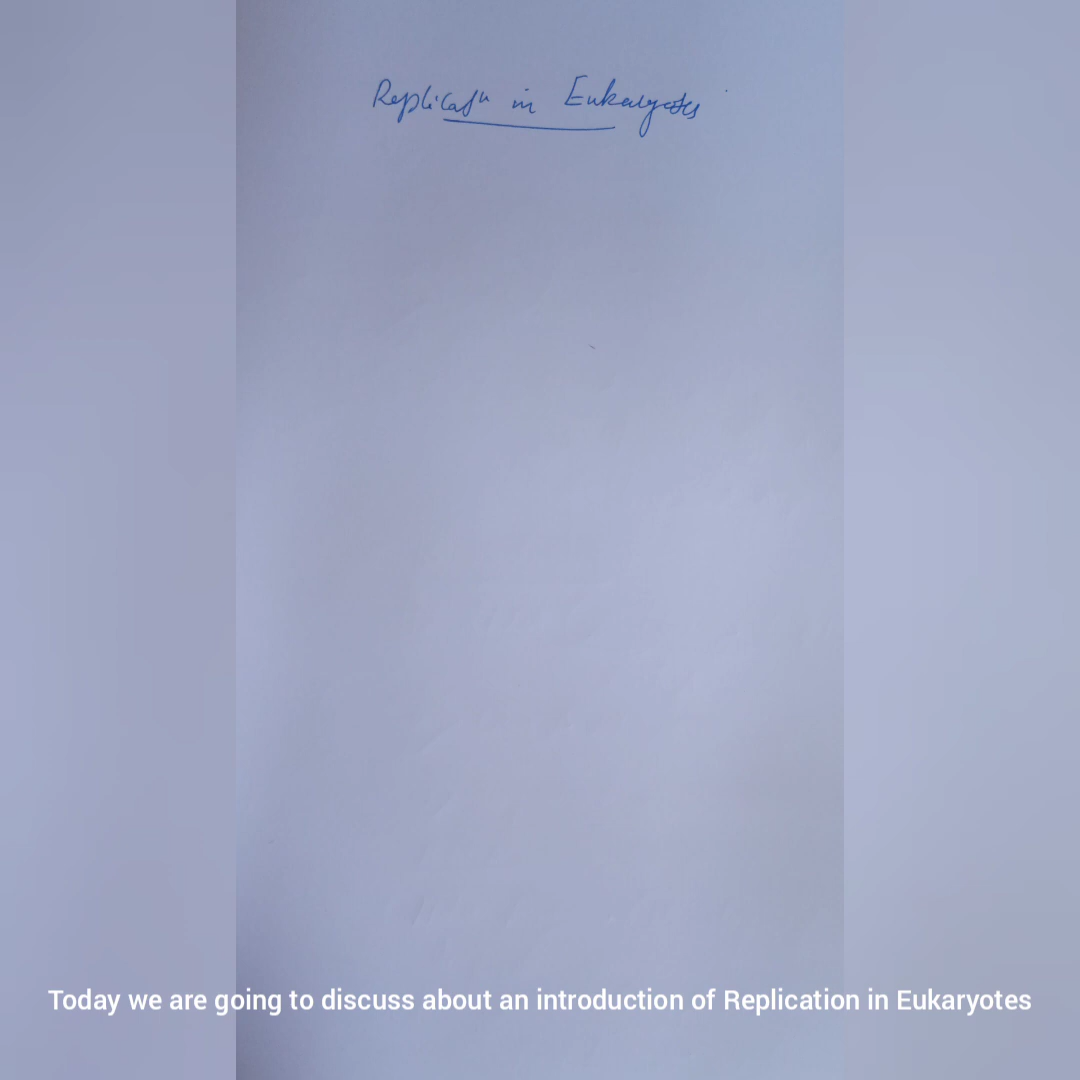 Replicatn in Eukaryotes
Today we are going to discuss about an introduction of Replication in Eukaryotes